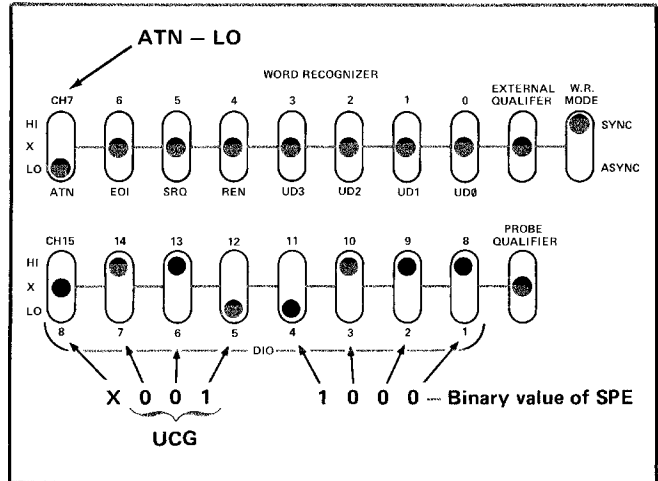 ATN – LO
WORD RECOGNIZER
CH7 6 5 4 3 2 1 0 EXTERNAL QUALIFER W.R. MODE
HI
X
LO
SYNC
ASYNC
ATN EOI SRQ REN UD3 UD2 UD1 UD0
CH15 14 13 12 11 10 9 8 PROBE QUALIFIER
HI
X
LO
8 7 6 5 4 3 2 1
DIO
X 0 0 1 1 0 0 0 --- Binary value of SPE
UCG